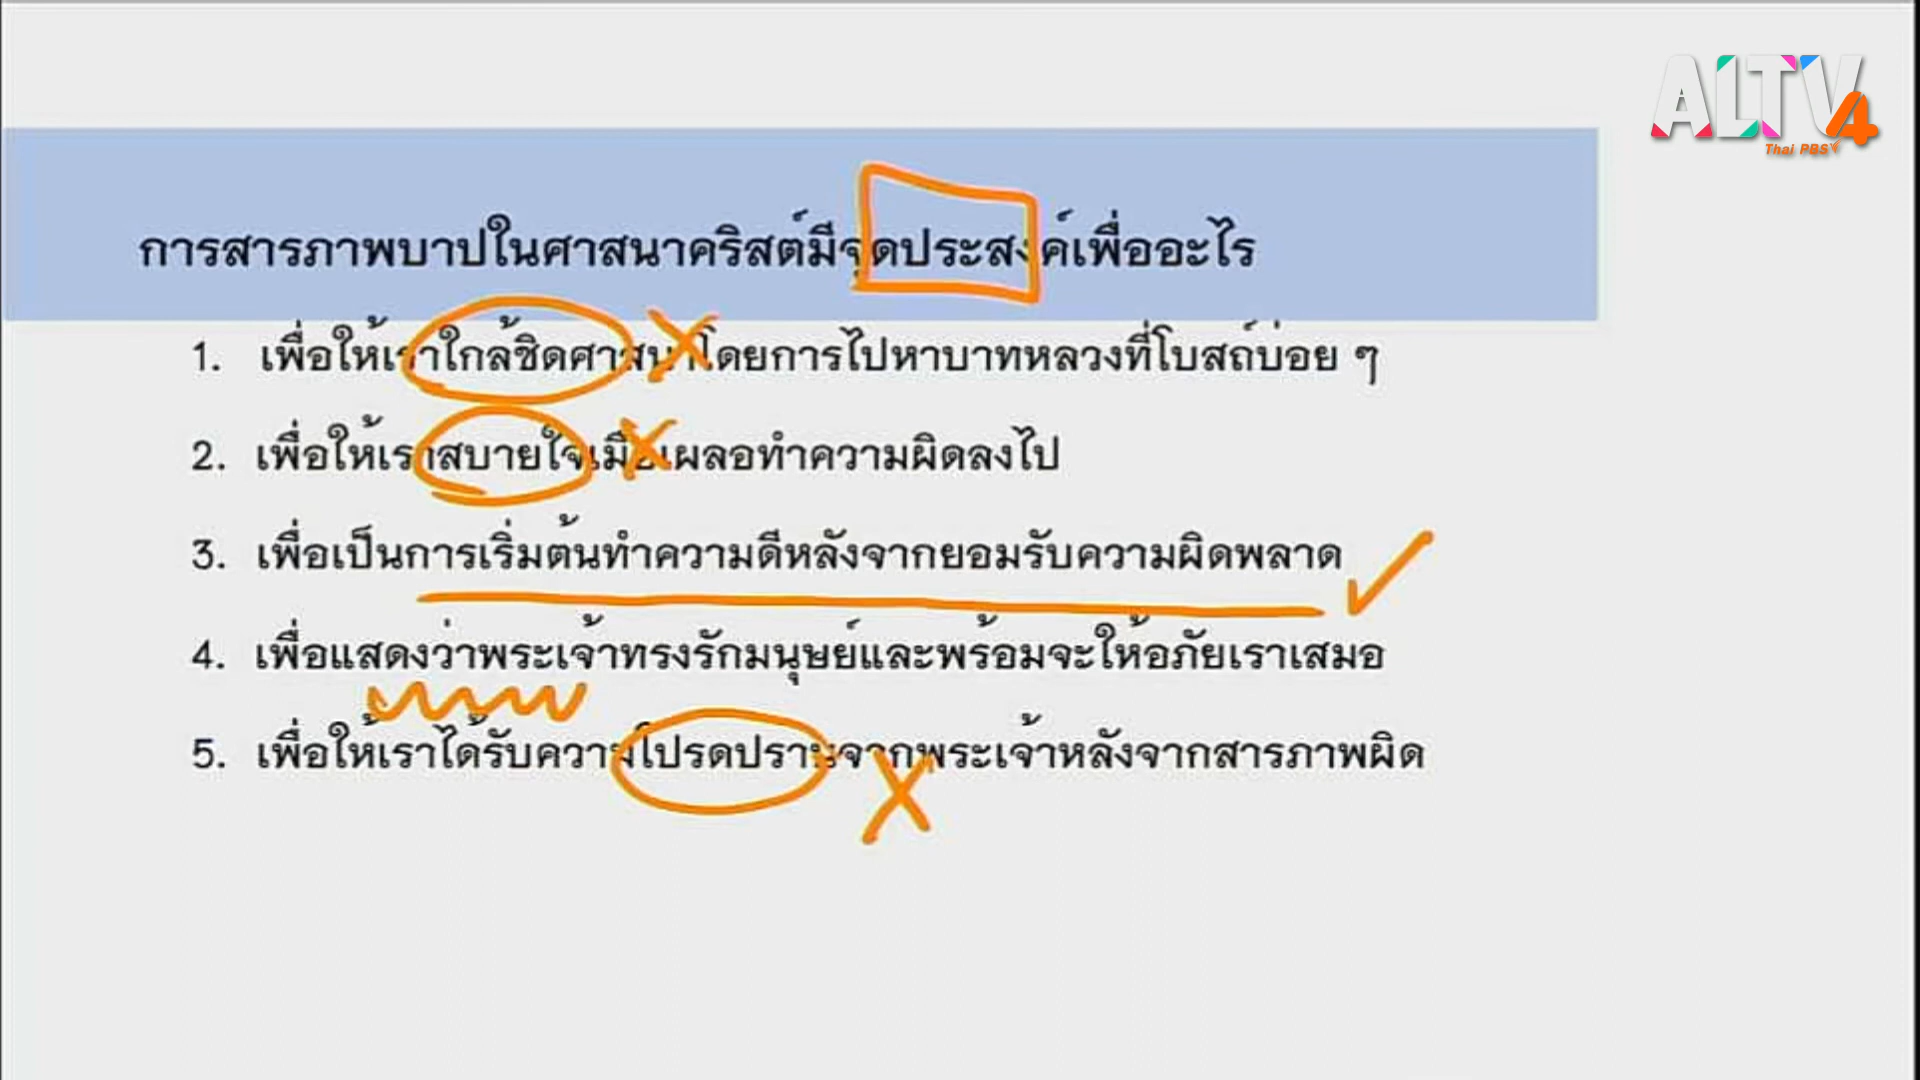 ALTV4
Thai PBS
การสารภาพบาปในศาสนาคริสต์มีจุดประสงค์เพื่ออะไร
1. เพื่อให้เราใกล้ชิดศาสนาโดยการไปหาบาทหลวงที่โบสถ์บ่อย ๆ
2. เพื่อให้เราสบายใจเมื่อเผลอทำความผิดลงไป
3. เพื่อเป็นการเริ่มต้นทำความดีหลังจากยอมรับความผิดพลาด
4. เพื่อแสดงว่าพระเจ้าทรงรักมนุษย์และพร้อมจะให้อภัยเราเสมอ
5. เพื่อให้เราได้รับความโปรดปรานจากพระเจ้าหลังจากสารภาพผิด